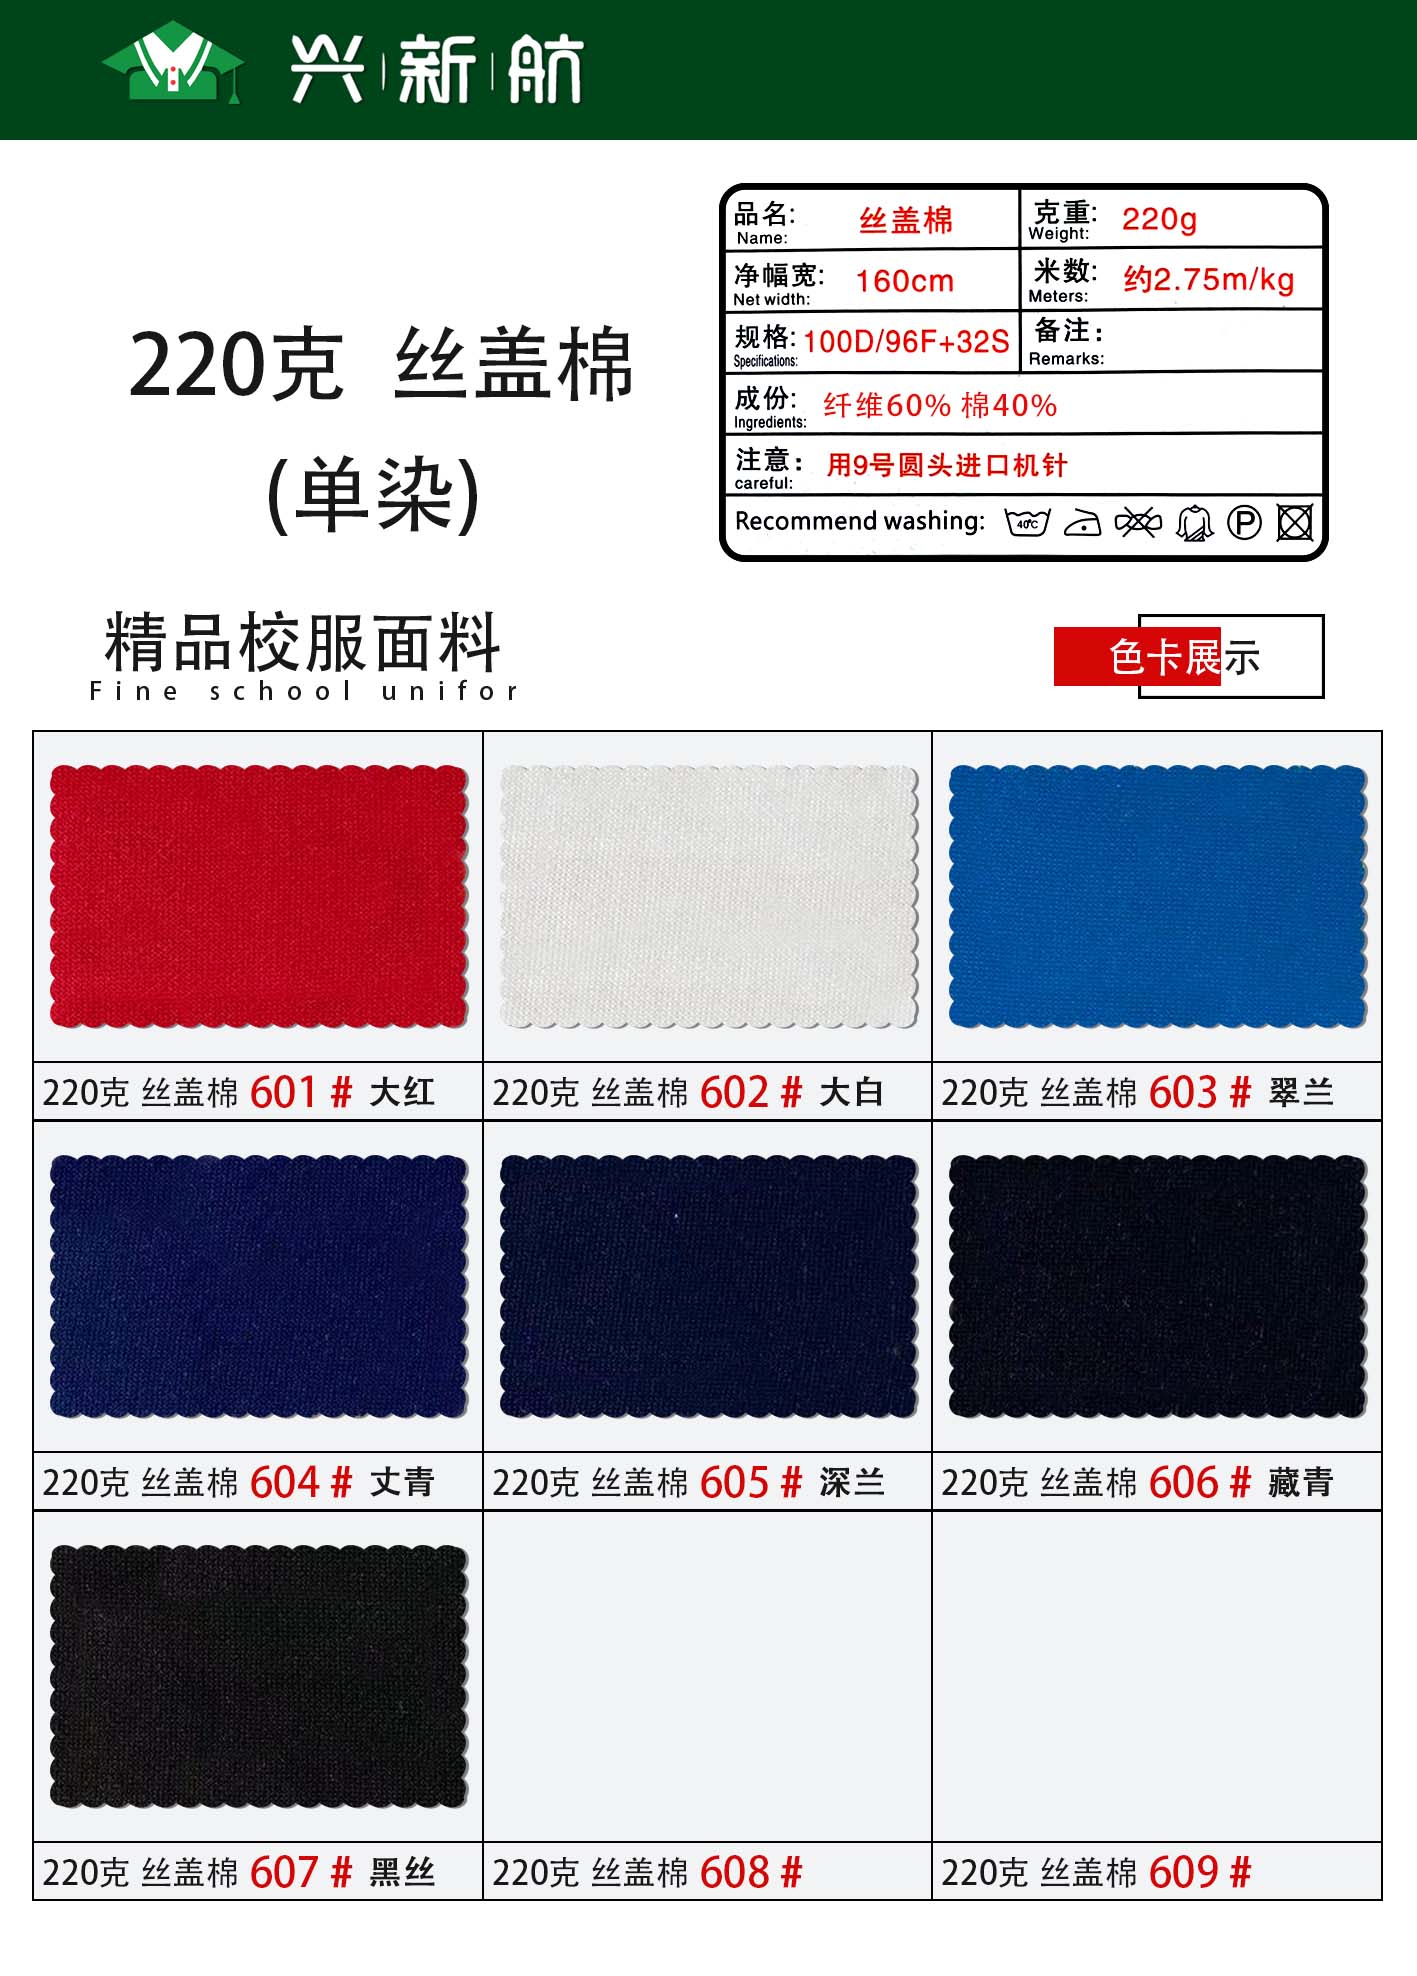 兴新航
品名: 丝盖棉 克重: 220g
Name: Weight:
净幅宽: 160cm 米数: 约2.75m/kg
Net width: Meters:
规格: 100D/96F+32S 备注：
Specifications: Remarks:
成份: 纤维60% 棉40%
Ingredients:
注意： 用9号圆头进口机针
careful:
Recommend washing: 40℃ P
220克 丝盖棉
(单染)
精品校服面料
Fine school unifor
色卡展示
220克 丝盖棉 601 # 大红
220克 丝盖棉 602 # 大白
220克 丝盖棉 603 # 翠兰
220克 丝盖棉 604 # 丈青
220克 丝盖棉 605 # 深兰
220克 丝盖棉 606 # 藏青
220克 丝盖棉 607 # 黑丝
220克 丝盖棉 608 #
220克 丝盖棉 609 #